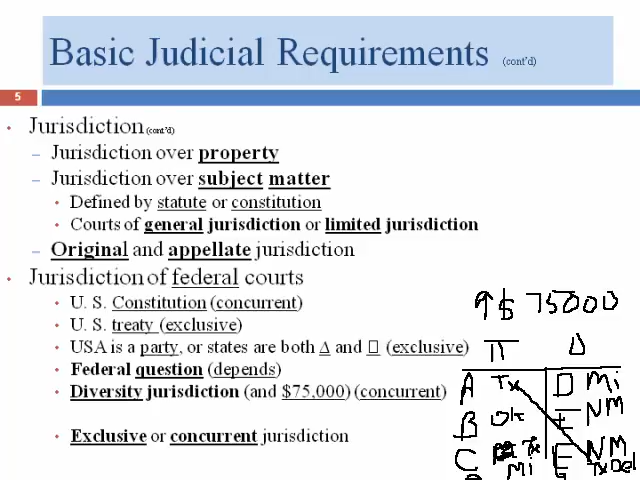 Basic Judicial Requirements (cont'd)
5
Jurisdiction (cont'd)
– Jurisdiction over property
– Jurisdiction over subject matter
• Defined by statute or constitution
• Courts of general jurisdiction or limited jurisdiction
– Original and appellate jurisdiction
• Jurisdiction of federal courts
• U. S. Constitution (concurrent)
• U. S. treaty (exclusive)
• USA is a party, or states are both Δ and □ (exclusive)
• Federal question (depends)
• Diversity jurisdiction (and $75,000) (concurrent)
• Exclusive or concurrent jurisdiction
↑$ 75000
π Δ
A Tx D Mi
B Ok E NM
C Tx NM
Mi Tx Del